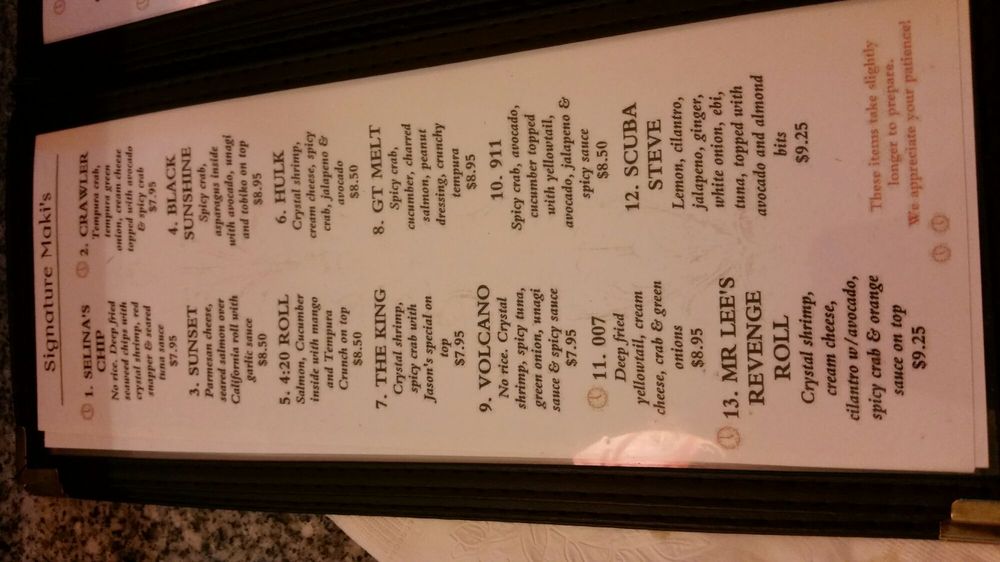 Signature Maki's
1. SELINA'S
CHIP
No rice. Deep fried
seaweed chips with
crystal shrimp, red
snapper & seared
tuna sauce
$7.95
2. CRAWLER
Tempura crab,
tempura green
onion, cream cheese
topped with avocado
& spicy crab
$7.95
3. SUNSET
Parmesan cheese,
seared salmon over
California roll with
garlic sauce
$8.50
4. BLACK
SUNSHINE
Spicy crab,
asparagus inside
with avocado, unagi
and tobiko on top
$8.95
5. 4:20 ROLL
Salmon, Cucumber
inside with mango
and Tempura
Crunch on top
$8.50
6. HULK
Crystal shrimp,
cream cheese, spicy
crab, jalapeno &
avocado
$8.50
7. THE KING
Crystal shrimp,
spicy crab with
Jason's special on
top
$7.95
8. GT MELT
Spicy crab,
cucumber, charred
salmon, peanut
dressing, crunchy
tempura
$8.95
9. VOLCANO
No rice. Crystal
shrimp, spicy tuna,
green onion, unagi
sauce & spicy sauce
$7.95
10. 911
Spicy crab, avocado,
cucumber topped
with yellowtail,
avocado, jalapeno &
spicy sauce
$8.50
11. 007
Deep fried
yellowtail, cream
cheese, crab & green
onions
$8.95
12. SCUBA
STEVE
Lemon, cilantro,
jalapeno, ginger,
white onion, ebi,
tuna, topped with
avocado and almond
bits
$9.25
13. MR LEE'S
REVENGE
ROLL
Crystal shrimp,
cream cheese,
cilantro w/avocado,
spicy crab & orange
sauce on top
$9.25
These items take slightly
longer to prepare.
We appreciate your patience!